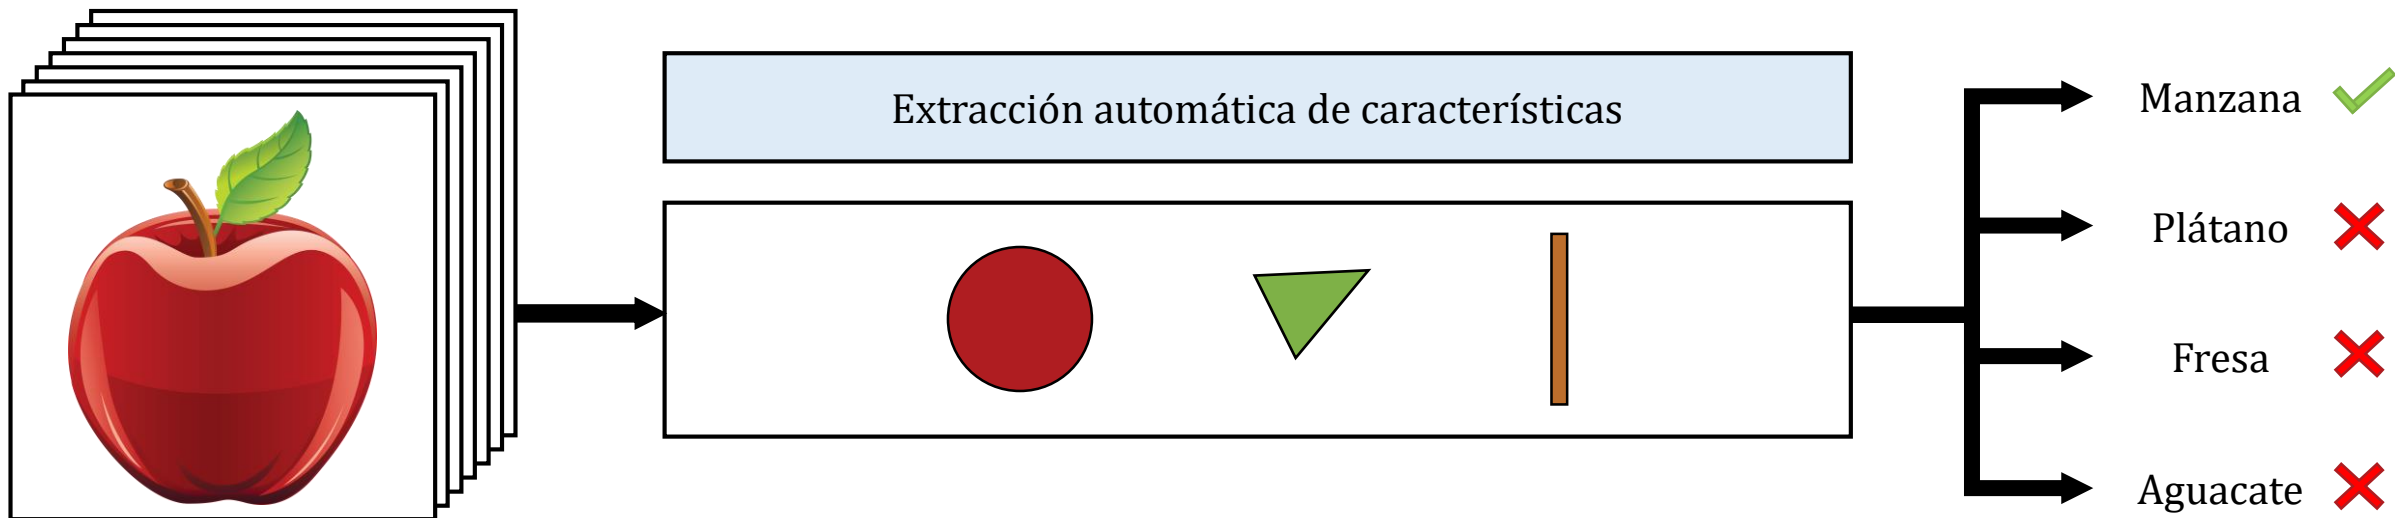 Extracción automática de características
Manzana
Plátano
Fresa
Aguacate